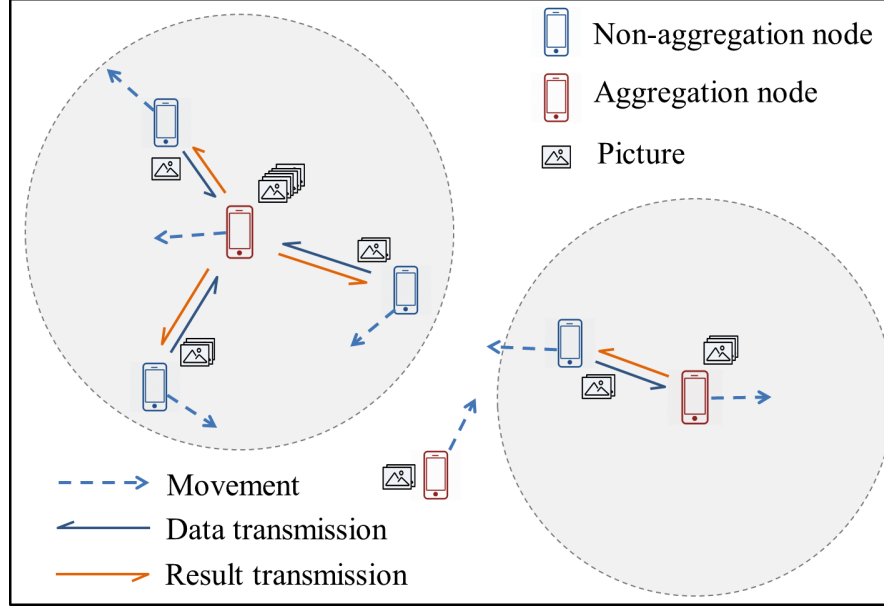 Non-aggregation node
Aggregation node
Picture
Movement
Data transmission
Result transmission